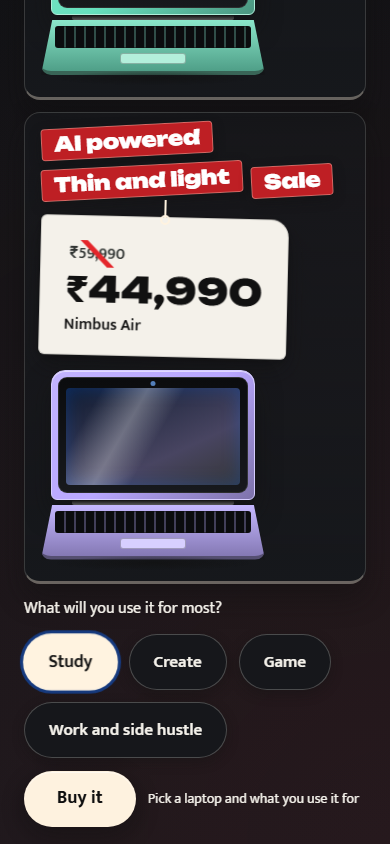 AI powered
Thin and light Sale
₹59,990
₹44,990
Nimbus Air
What will you use it for most?
Study Create Game
Work and side hustle
Buy it Pick a laptop and what you use it for